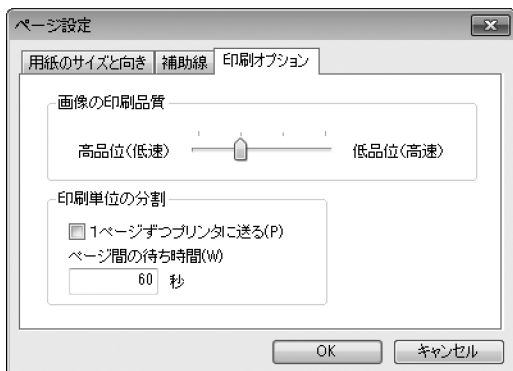 ページ設定
用紙のサイズと向き 補助線 印刷オプション
画像の印刷品質
高品位(低速) 低品位(高速)
印刷単位の分割
1ページずつプリンタに送る(P)
ページ間の待ち時間(W)
60 秒
OK キャンセル